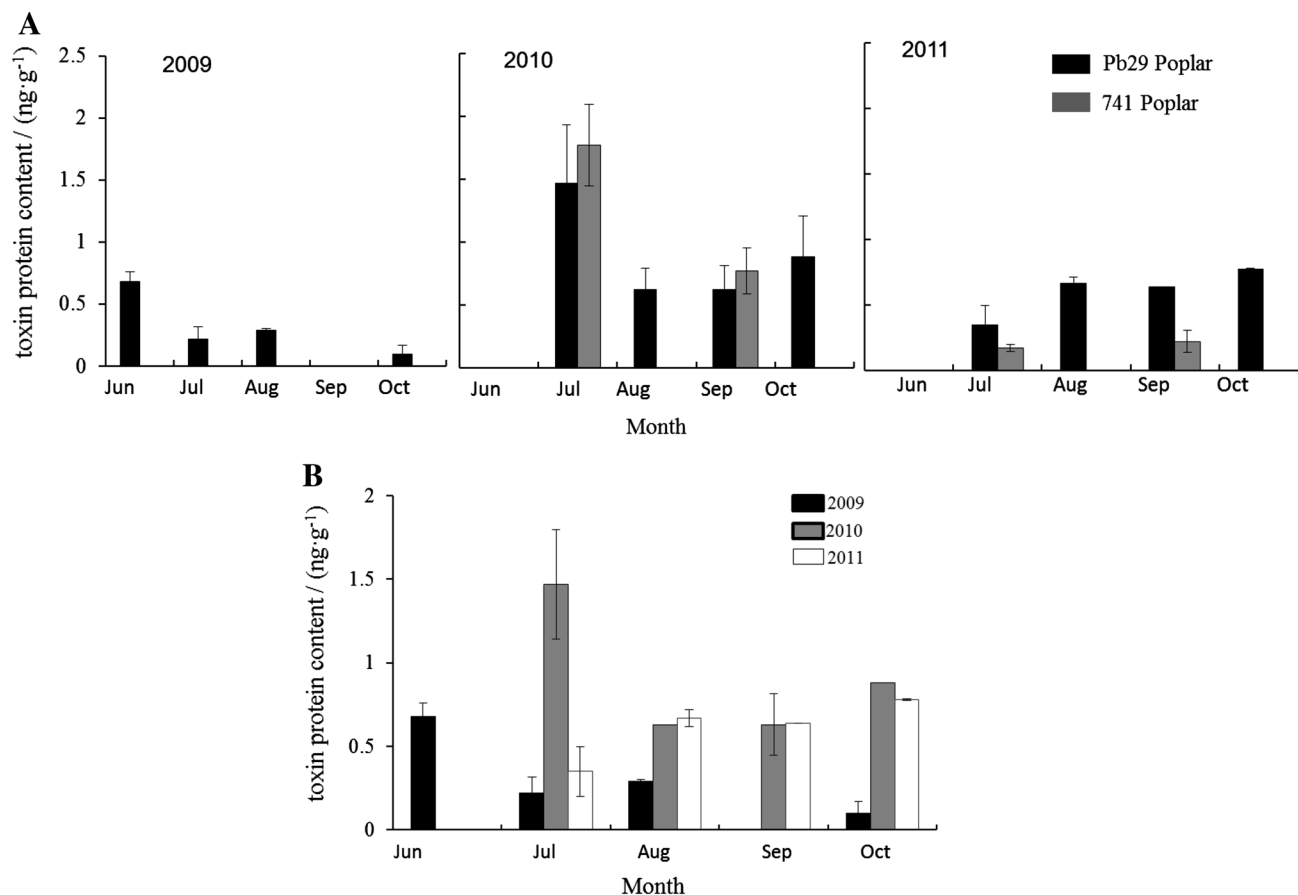 A
2009
2010
2011
Pb29 Poplar
741 Poplar
toxin protein content / (ng·g⁻¹)
2.5
2
1.5
1
0.5
0
Jun Jul Aug Sep Oct
Jun Jul Aug Sep Oct
Jun Jul Aug Sep Oct
Month
B
2009
2010
2011
toxin protein content / (ng·g⁻¹)
2
1.5
1
0.5
0
Jun Jul Aug Sep Oct
Month